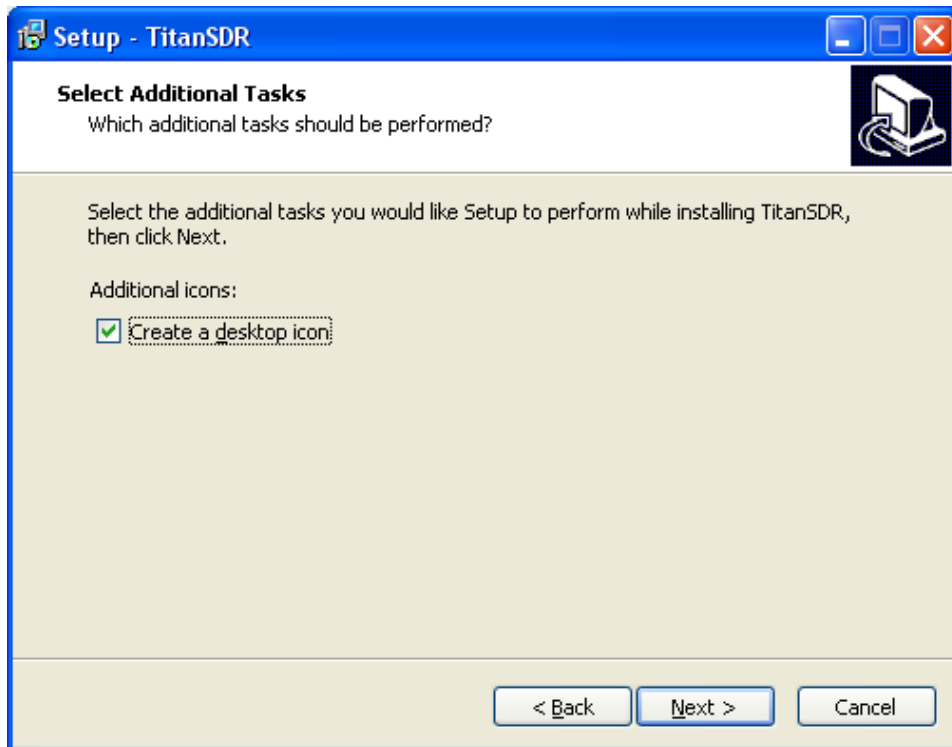 Setup - TitanSDR
Select Additional Tasks
Which additional tasks should be performed?
Select the additional tasks you would like Setup to perform while installing TitanSDR,
then click Next.
Additional icons:
Create a desktop icon
< Back
Next >
Cancel